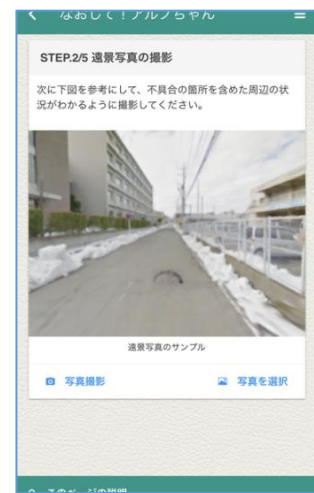 なおして！アルノちゃん
STEP.2/5 遠景写真の撮影
次に下図を参考にして、不具合の箇所を含めた周辺の状
況がわかるように撮影してください。
遠景写真のサンプル
写真撮影
写真を選択
このページの説明